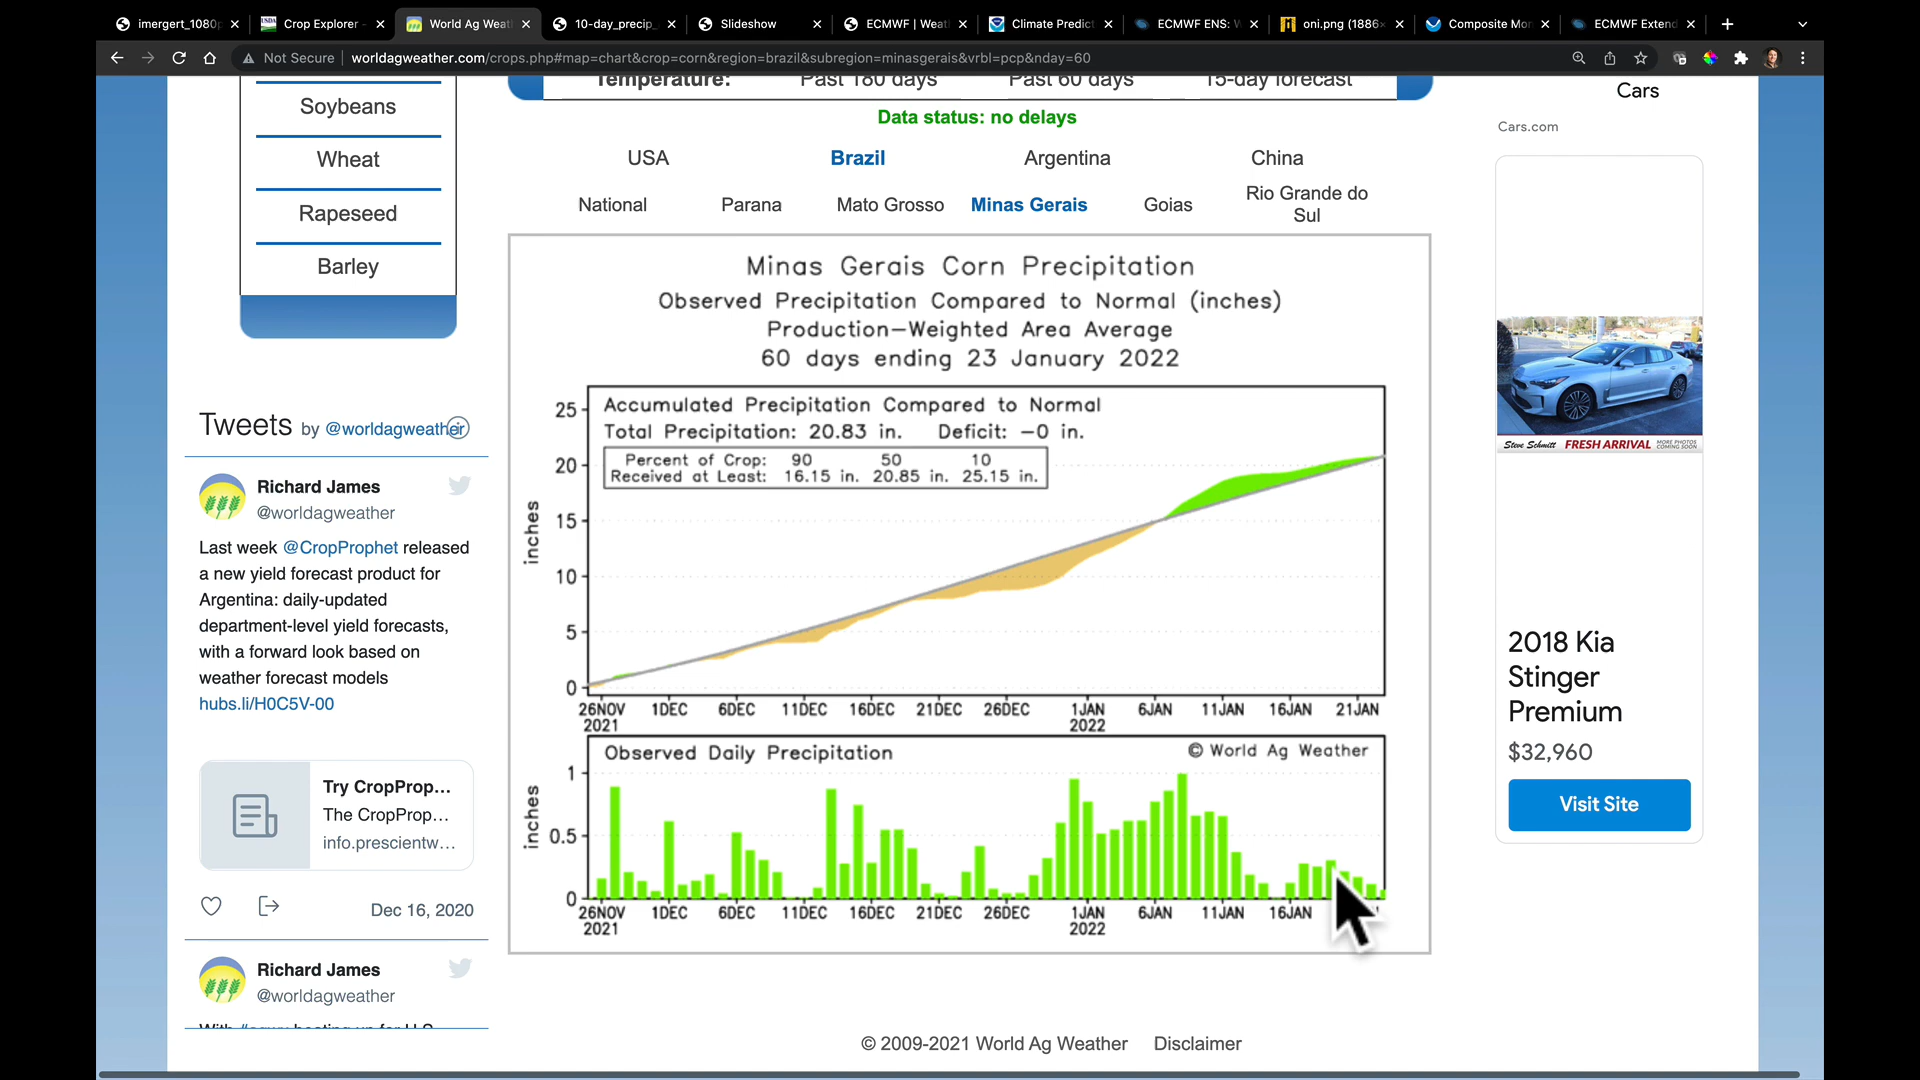 imergert_1080p
Crop Explorer -
World Ag Weat
10-day_precip_
Slideshow
ECMWF | Weat
Climate Predict
ECMWF ENS: W
oni.png (1886×
Composite Mon
ECMWF Extend
Not Secure | worldagweather.com/crops.php#map=chart&crop=corn&region=brazil&subregion=minasgerais&vrbl=pcp&nday=60
Soybeans
Wheat
Rapeseed
Barley
Tweets by @worldagweather
Richard James
@worldagweather
Last week @CropProphet released
a new yield forecast product for
Argentina: daily-updated
department-level yield forecasts,
with a forward look based on
weather forecast models
hubs.li/H0C5V-00
Try CropProp...
The CropProp...
info.prescientw...
Dec 16, 2020
Richard James
@worldagweather
Temperature: Past 180 days Past 60 days 15-day forecast
Data status: no delays
USA Brazil Argentina China
National Parana Mato Grosso Minas Gerais Goias Rio Grande do
Sul
Minas Gerais Corn Precipitation
Observed Precipitation Compared to Normal (inches)
Production-Weighted Area Average
60 days ending 23 January 2022
Accumulated Precipitation Compared to Normal
Total Precipitation: 20.83 in. Deficit: -0 in.
Percent of Crop: 90 50 10
Received at Least: 16.15 in. 20.85 in. 25.15 in.
inches
25
20
15
10
5
0
26NOV 1DEC 6DEC 11DEC 16DEC 21DEC 26DEC 1JAN 6JAN 11JAN 16JAN 21JAN
2021 2022
Observed Daily Precipitation © World Ag Weather
inches
1
0.5
0
26NOV 1DEC 6DEC 11DEC 16DEC 21DEC 26DEC 1JAN 6JAN 11JAN 16JAN
2021 2022
© 2009-2021 World Ag Weather Disclaimer
Cars
Cars.com
Steve Schmitt FRESH ARRIVAL MORE PHOTOS
COMING SOON
2018 Kia
Stinger
Premium
$32,960
Visit Site